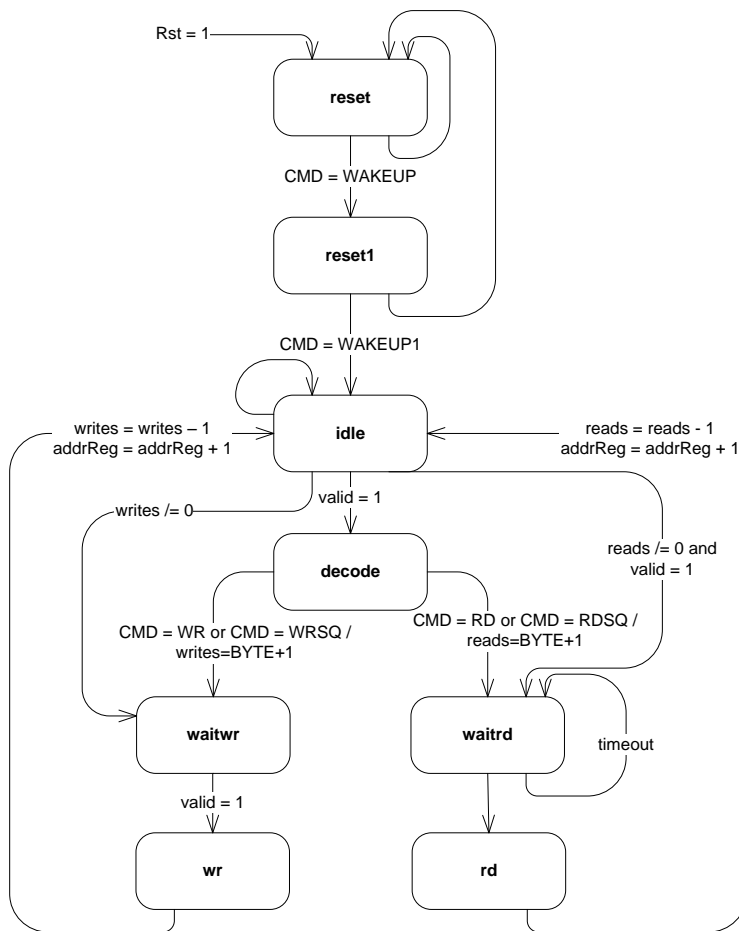 Rst = 1
reset
CMD = WAKEUP
reset1
CMD = WAKEUP1
writes = writes – 1
addrReg = addrReg + 1
idle
reads = reads - 1
addrReg = addrReg + 1
writes /= 0
valid = 1
reads /= 0 and
valid = 1
decode
CMD = WR or CMD = WRSQ /
writes=BYTE+1
CMD = RD or CMD = RDSQ /
reads=BYTE+1
waitwr
waitrd
timeout
valid = 1
wr
rd